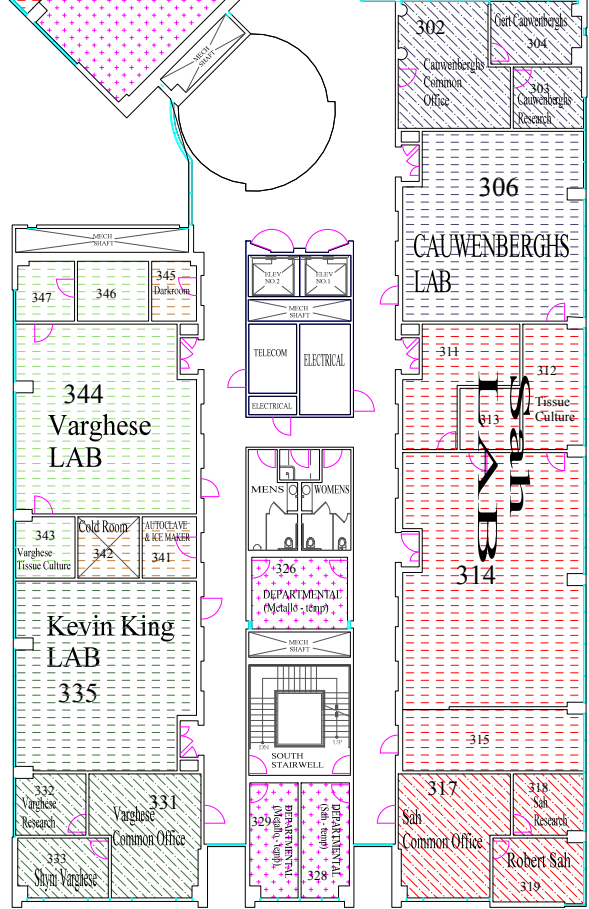 MECH
SHAFT
302
Cauwenberghs
Common
Office
Gert Cauwenberghs
304
303
Cauwenberghs
Research
306
CAUWENBERGHS
LAB
MECH
SHAFT
347
346
345
Darkroom
ELEV
NO.2
ELEV
NO.1
MECH
SHAFT
TELECOM
ELECTRICAL
ELECTRICAL
344
Varghese
LAB
311
312
Tissue
Culture
313
Sah
LAB
314
343
Varghese
Tissue Culture
Cold Room
342
AUTOCLAVE
& ICE MAKER
341
MENS
WOMENS
326
DEPARTMENTAL
(Metallo - temp)
MECH
SHAFT
Kevin King
LAB
335
DN
UP
SOUTH
STAIRWELL
315
332
Varghese
Research
331
Varghese
Common Office
333
Shyni Varghese
329
DEPARTMENTAL
(Metallo - temp)
DEPARTMENTAL
(Sah - temp)
328
317
Sah
Common Office
318
Sah
Research
Robert Sah
319